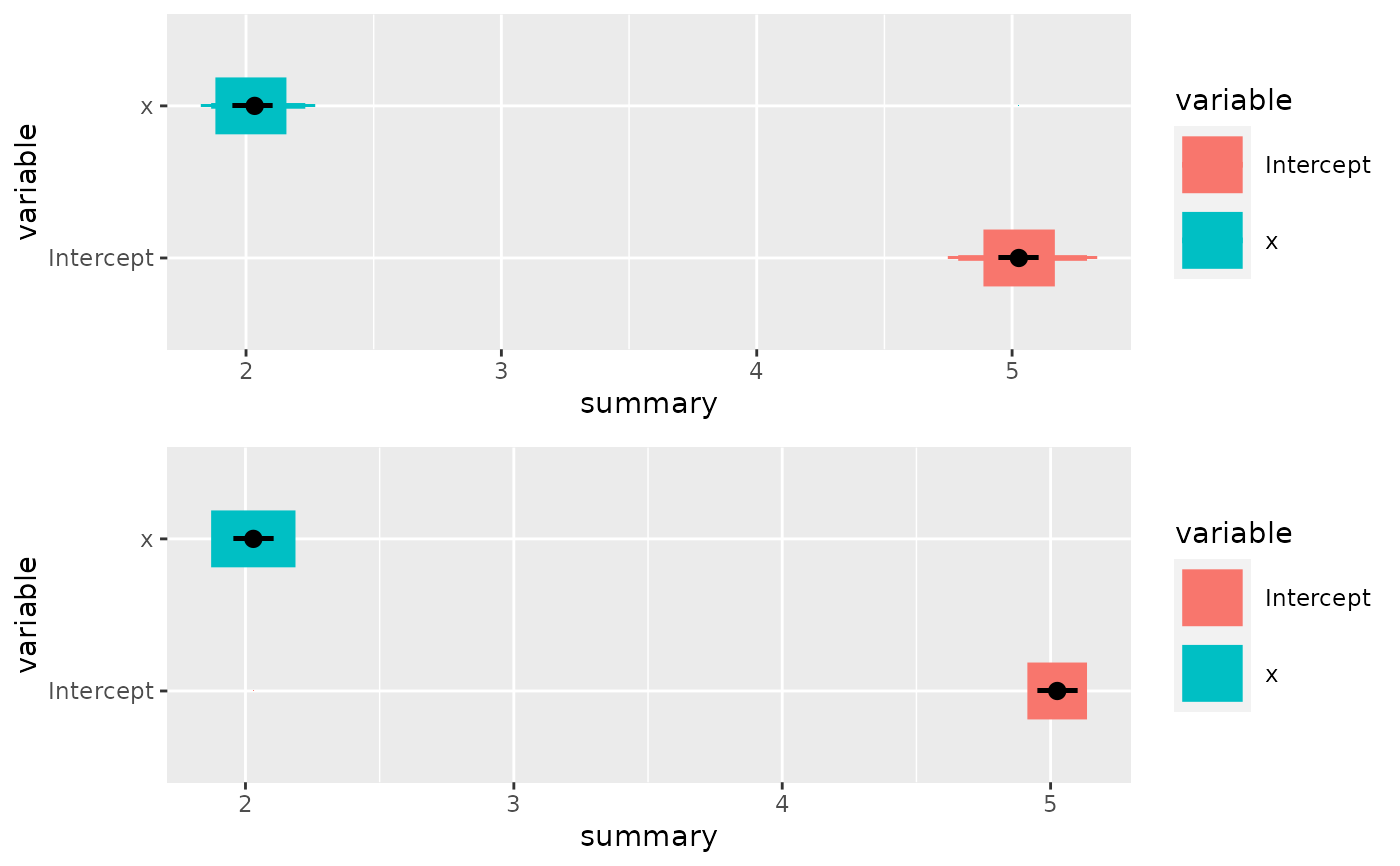 variable
x
Intercept
2
3
4
5
summary
variable
Intercept
x
variable
x
Intercept
2
3
4
5
summary
variable
Intercept
x